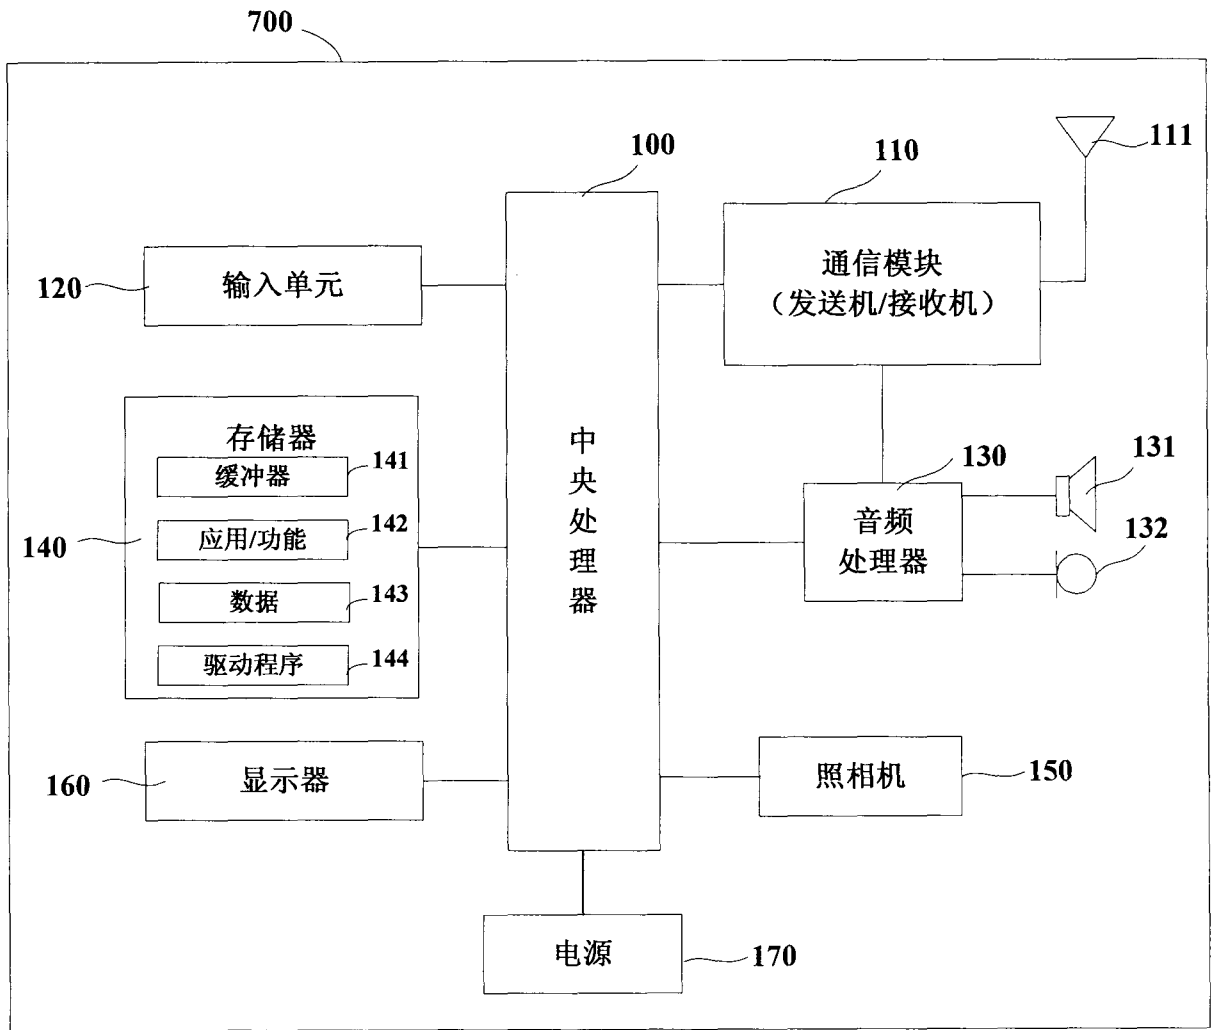 700
100
110
111
120
输入单元
通信模块
（发送机/接收机）
存储器
缓冲器
141
应用/功能
142
140
数据
143
驱动程序
144
中
央
处
理
器
130
131
音频
处理器
132
160
显示器
照相机
150
电源
170